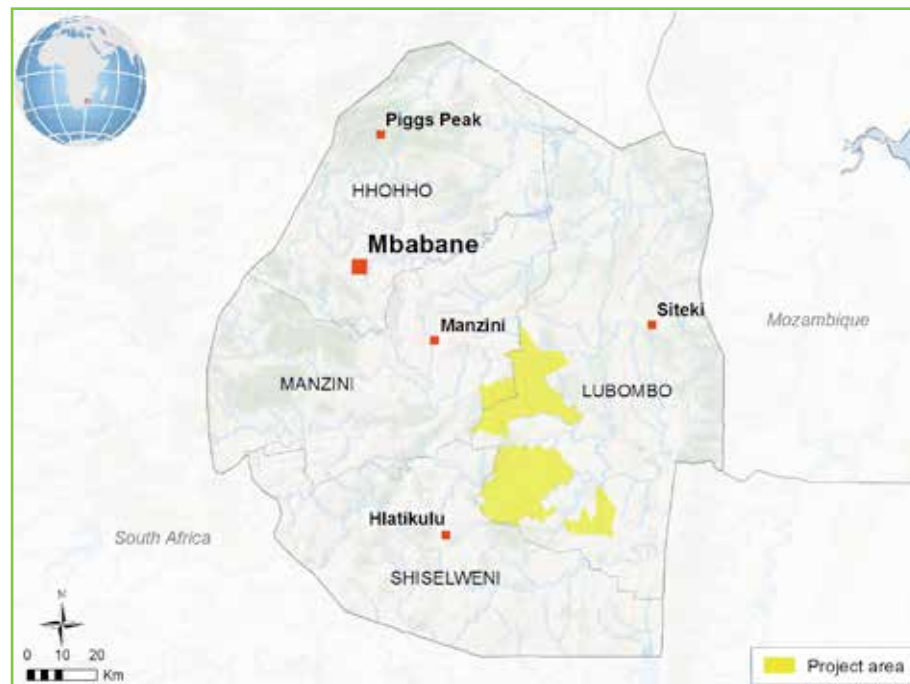 Piggs Peak
HHOHHO
Mbabane
Siteki
Manzini
Mozambique
MANZINI
LUBOMBO
Hlatikulu
South Africa
SHISELWENI
N
0 10 20
Km
Project area